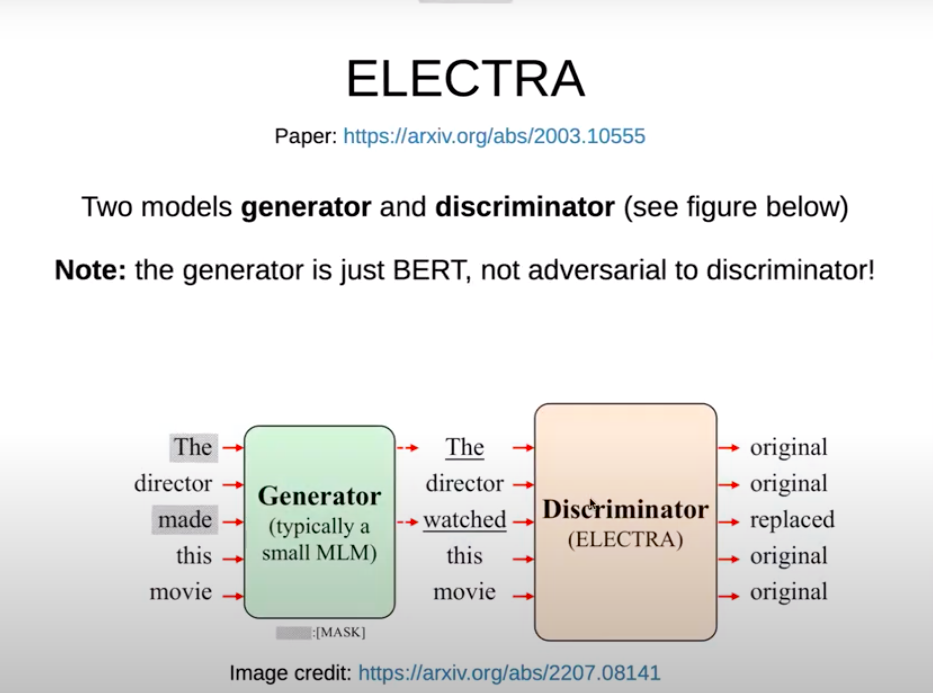 ELECTRA
Paper: https://arxiv.org/abs/2003.10555
Two models generator and discriminator (see figure below)
Note: the generator is just BERT, not adversarial to discriminator!
The
director
made
this
movie
Generator
(typically a
small MLM)
:[MASK]
The
director
watched
this
movie
Discriminator
(ELECTRA)
original
original
replaced
original
original
Image credit: https://arxiv.org/abs/2207.08141